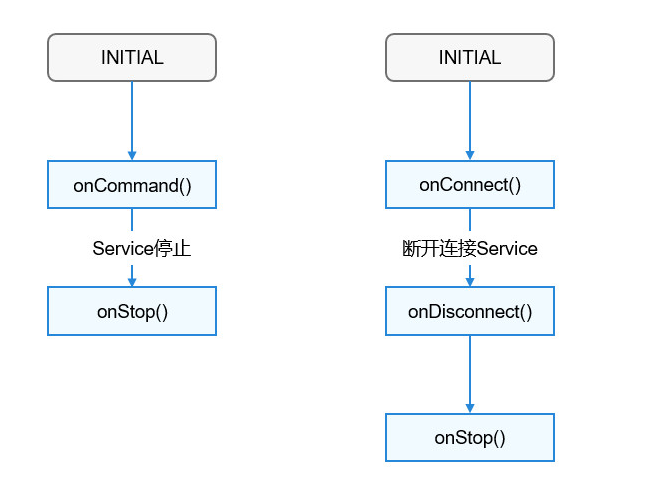 INITIAL
onCommand()
Service停止
onStop()
INITIAL
onConnect()
断开连接Service
onDisconnect()
onStop()